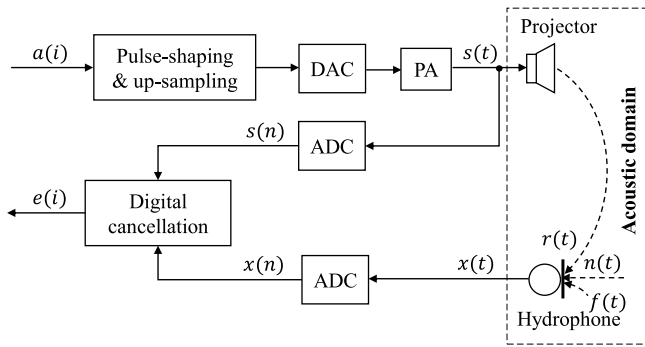 Projector
a(i)
Pulse-shaping
& up-sampling
DAC
PA
s(t)
s(n)
ADC
Acoustic domain
e(i)
Digital
cancellation
r(t)
x(n)
ADC
x(t)
n(t)
f(t)
Hydrophone